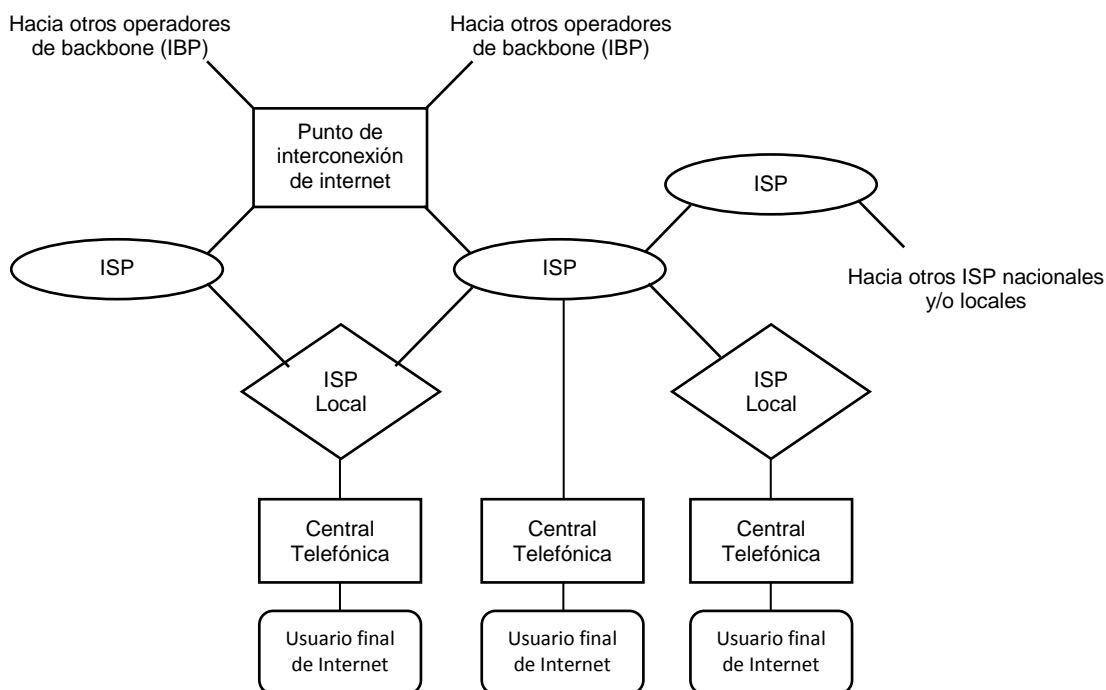 Hacia otros operadores
de backbone (IBP)
Hacia otros operadores
de backbone (IBP)
Punto de
interconexión
de internet
ISP
ISP
ISP
Hacia otros ISP nacionales
y/o locales
ISP
Local
ISP
Local
Central
Telefónica
Central
Telefónica
Central
Telefónica
Usuario final
de Internet
Usuario final
de Internet
Usuario final
de Internet